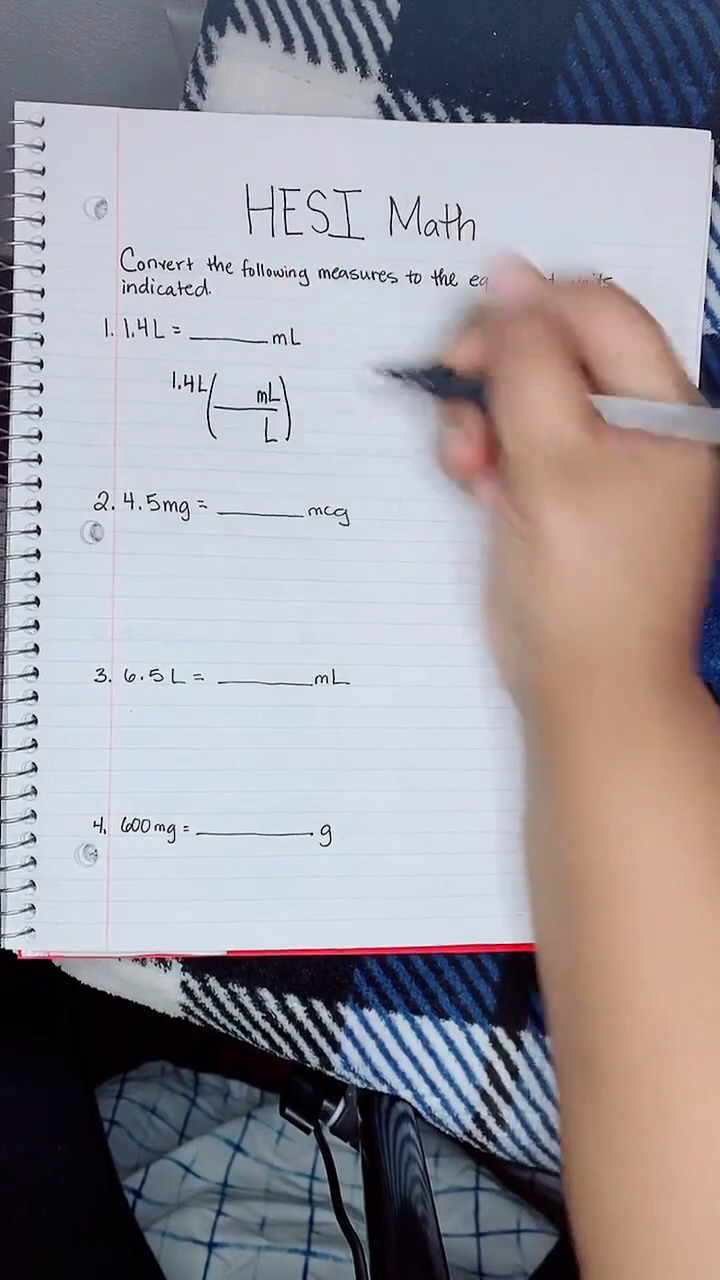 HESI Math
Convert the following measures to the units
indicated.
1. 1.4L = ______ mL
1.4L (mL
L)
2. 4.5mg = ______ mcg
3. 6.5L = ______ mL
4. 600mg = ______ g